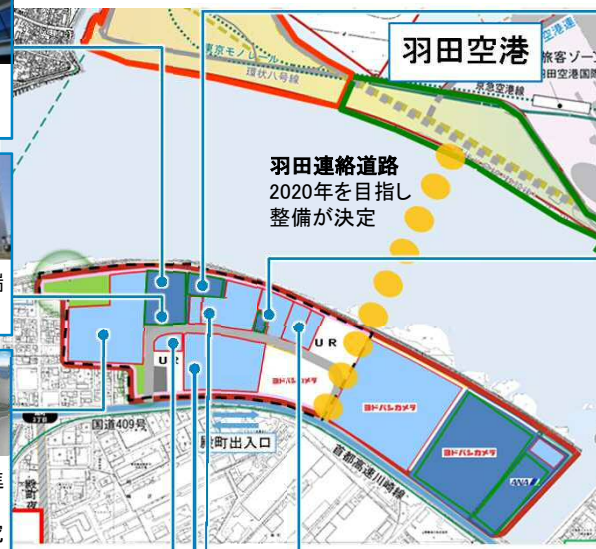 羽田空港
東京モノレール
環状八号線
京急空港線
旅客ゾー
田空港国際
羽田連絡道路
2020年を目指し
整備が決定
UR
UR
ヨドバシカメラ
ヨドバシカメラ
ヨドバシカメラ
ANA
国道409号
殿町出入口
首都高速川崎線